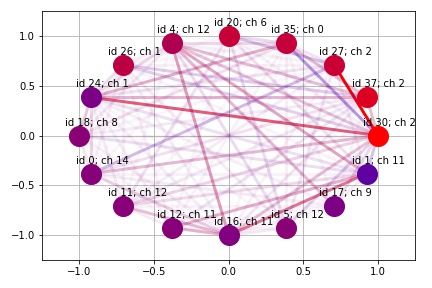 id 20; ch 6
id 4; ch 12
id 35; ch 0
id 26; ch 1
id 27; ch 2
id 24; ch 1
id 37; ch 2
id 18; ch 8
id 30; ch 2
id 0; ch 14
id 1; ch 11
id 11; ch 12
id 17; ch 9
id 12; ch 11
id 16; ch 11
id 5; ch 12
1.0
0.5
0.0
−0.5
−1.0
−1.0
−0.5
0.0
0.5
1.0